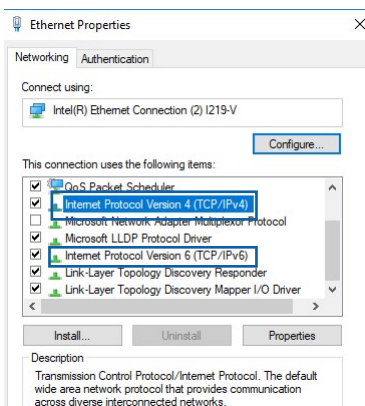 Ethernet Properties
Networking Authentication
Connect using:
Intel(R) Ethernet Connection (2) I219-V
Configure...
This connection uses the following items:
QoS Packet Scheduler
Internet Protocol Version 4 (TCP/IPv4)
Microsoft Network Adapter Multiplexor Protocol
Microsoft LLDP Protocol Driver
Internet Protocol Version 6 (TCP/IPv6)
Link-Layer Topology Discovery Responder
Link-Layer Topology Discovery Mapper I/O Driver
Install... Uninstall Properties
Description
Transmission Control Protocol/Internet Protocol. The default
wide area network protocol that provides communication
across diverse interconnected networks.